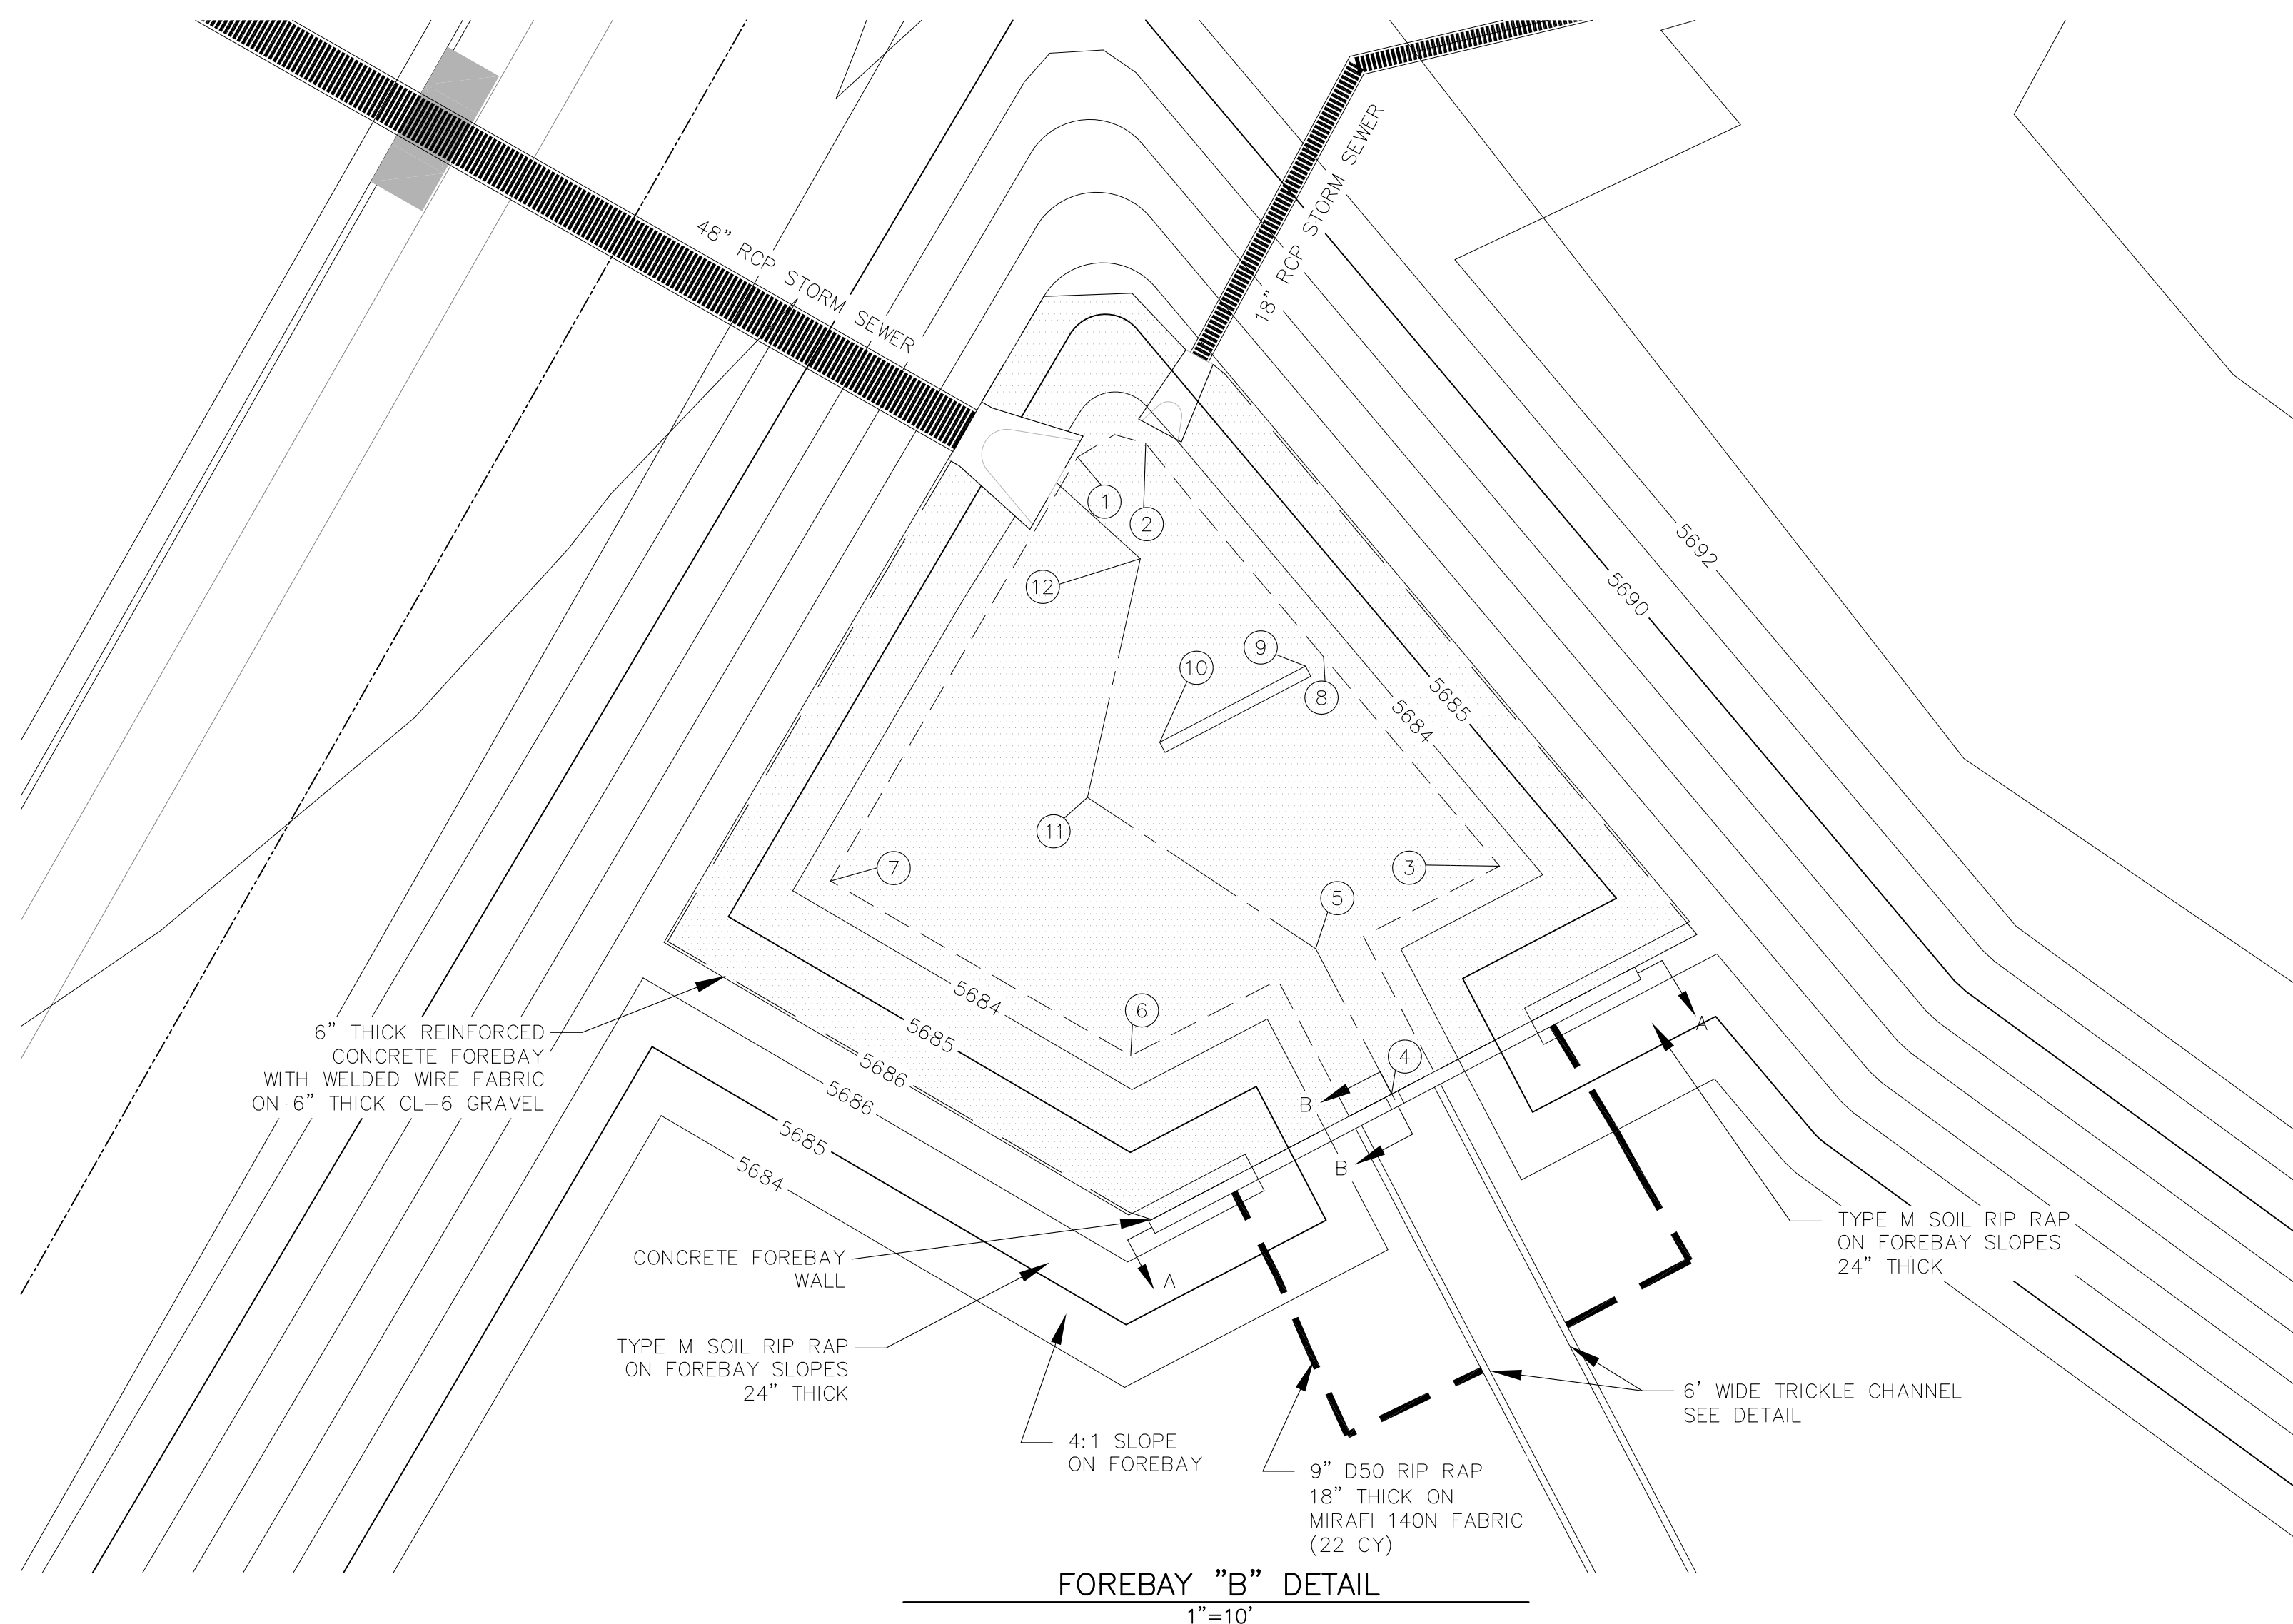 48" RCP STORM SEWER
18" RCP STORM SEWER
5692
5690
1
2
12
9
10
8
5685
5684
11
7
3
5
5684
5685
5686
6
4
A
B
B
5686
5685
5684
A
6" THICK REINFORCED
CONCRETE FOREBAY
WITH WELDED WIRE FABRIC
ON 6" THICK CL-6 GRAVEL
CONCRETE FOREBAY
WALL
TYPE M SOIL RIP RAP
ON FOREBAY SLOPES
24" THICK
TYPE M SOIL RIP RAP
ON FOREBAY SLOPES
24" THICK
6' WIDE TRICKLE CHANNEL
SEE DETAIL
4:1 SLOPE
ON FOREBAY
9" D50 RIP RAP
18" THICK ON
MIRAFI 140N FABRIC
(22 CY)
FOREBAY "B" DETAIL
1"=10'